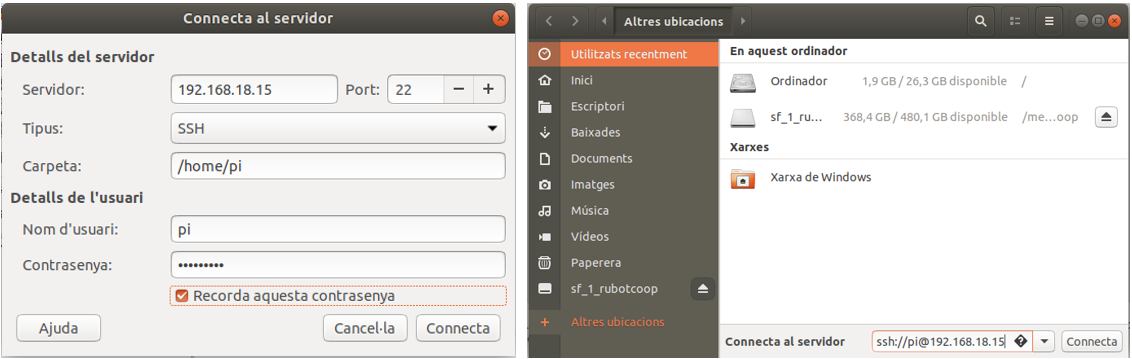 Connecta al servidor
Detalls del servidor
Servidor: 192.168.18.15 Port: 22
Tipus: SSH
Carpeta: /home/pi
Detalls de l'usuari
Nom d'usuari: pi
Contrasenya: •••••••••
Recorda aquesta contrasenya
Ajuda Cancel·la Connecta
Altres ubicacions
Utilitzats recentment
Inici
Escriptori
Baixades
Documents
Imatges
Música
Vídeos
Paperera
sf_1_rubotcoop
Altres ubicacions
En aquest ordinador
Ordinador 1,9 GB / 26,3 GB disponible /
sf_1_ru… 368,4 GB / 480,1 GB disponible /me…oop
Xarxes
Xarxa de Windows
Connecta al servidor ssh://pi@192.168.18.15 Connecta